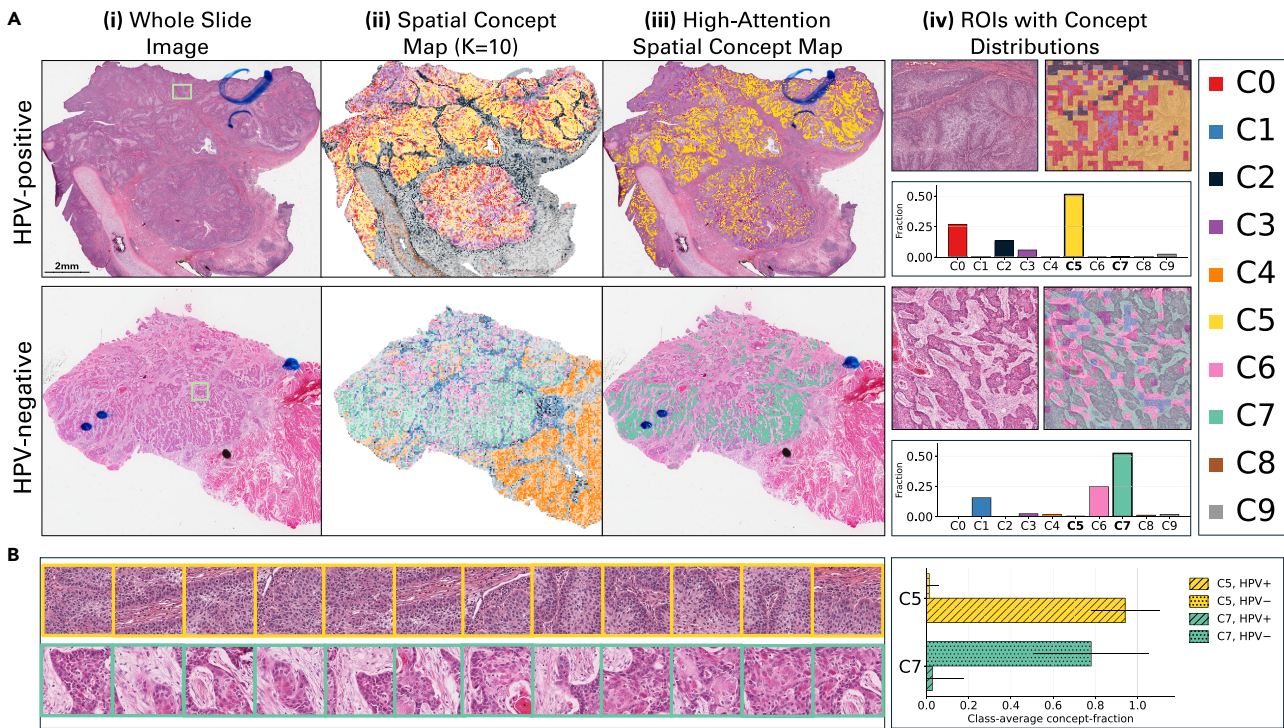 A
(i) Whole Slide
Image
(ii) Spatial Concept
Map (K=10)
(iii) High-Attention
Spatial Concept Map
(iv) ROIs with Concept
Distributions
HPV-positive
2mm
0.50
0.25
0.00
Fraction
C0 C1 C2 C3 C4 C5 C6 C7 C8 C9
HPV-negative
0.50
0.25
0.00
Fraction
C0 C1 C2 C3 C4 C5 C6 C7 C8 C9
C0
C1
C2
C3
C4
C5
C6
C7
C8
C9
B
C5
C7
0.0 0.2 0.4 0.6 0.8 1.0
Class-average concept-fraction
C5, HPV+
C5, HPV−
C7, HPV+
C7, HPV−